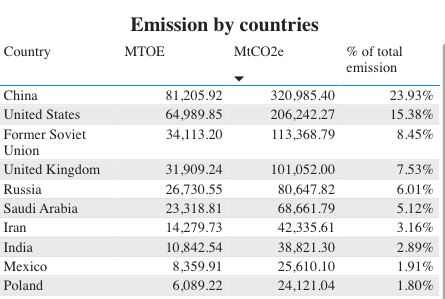 Emission by countries
Country MTOE MtCO2e % of total
emission
China 81,205.92 320,985.40 23.93%
United States 64,989.85 206,242.27 15.38%
Former Soviet 34,113.20 113,368.79 8.45%
Union
United Kingdom 31,909.24 101,052.00 7.53%
Russia 26,730.55 80,647.82 6.01%
Saudi Arabia 23,318.81 68,661.79 5.12%
Iran 14,279.73 42,335.61 3.16%
India 10,842.54 38,821.30 2.89%
Mexico 8,359.91 25,610.10 1.91%
Poland 6,089.22 24,121.04 1.80%